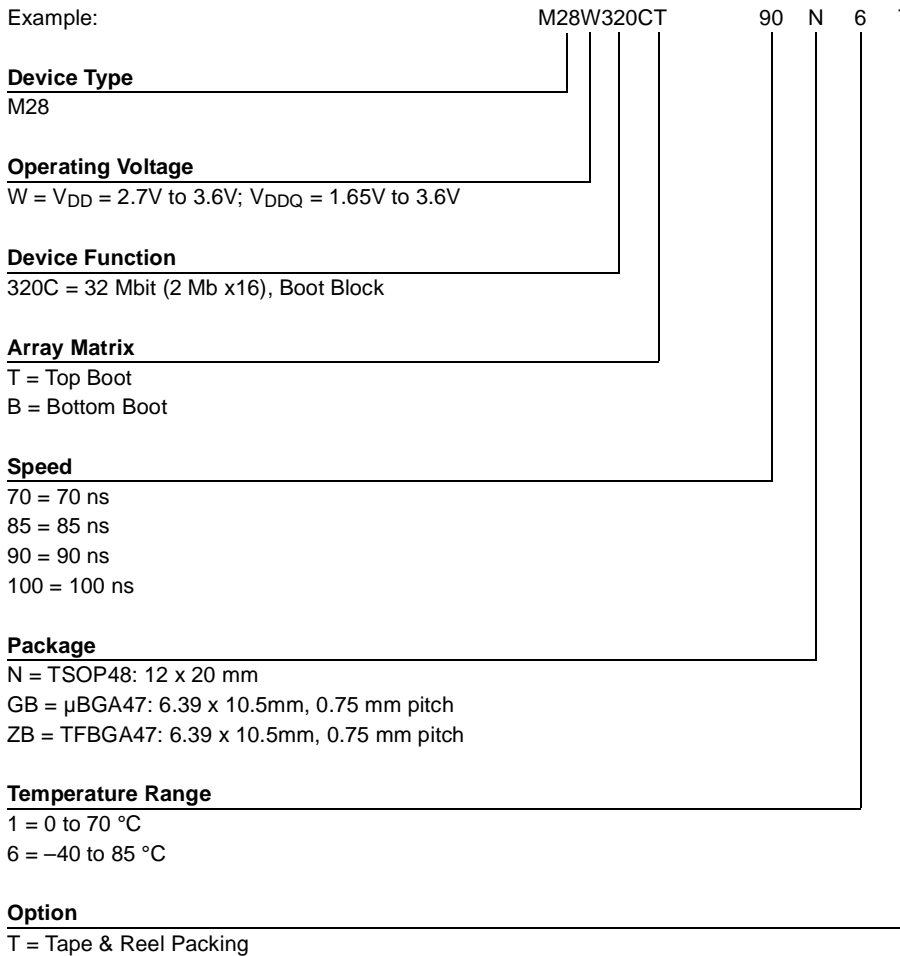 Example: M28W320CT 90 N 6
Device Type
M28
Operating Voltage
W = VDD = 2.7V to 3.6V; VDDQ = 1.65V to 3.6V
Device Function
320C = 32 Mbit (2 Mb x16), Boot Block
Array Matrix
T = Top Boot
B = Bottom Boot
Speed
70 = 70 ns
85 = 85 ns
90 = 90 ns
100 = 100 ns
Package
N = TSOP48: 12 x 20 mm
GB = µBGA47: 6.39 x 10.5mm, 0.75 mm pitch
ZB = TFBGA47: 6.39 x 10.5mm, 0.75 mm pitch
Temperature Range
1 = 0 to 70 °C
6 = –40 to 85 °C
Option
T = Tape & Reel Packing